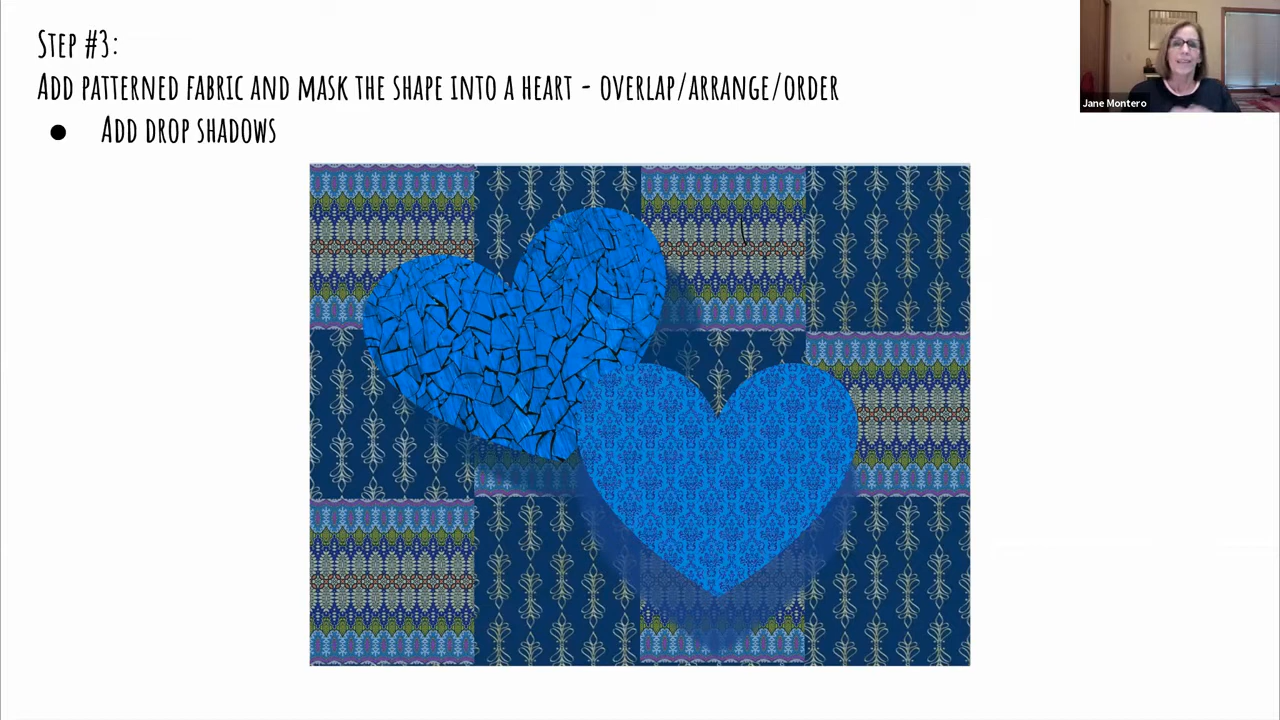 Step #3:
Add patterned fabric and mask the shape into a heart - overlap/arrange/order
● Add drop shadows
Jane Montero